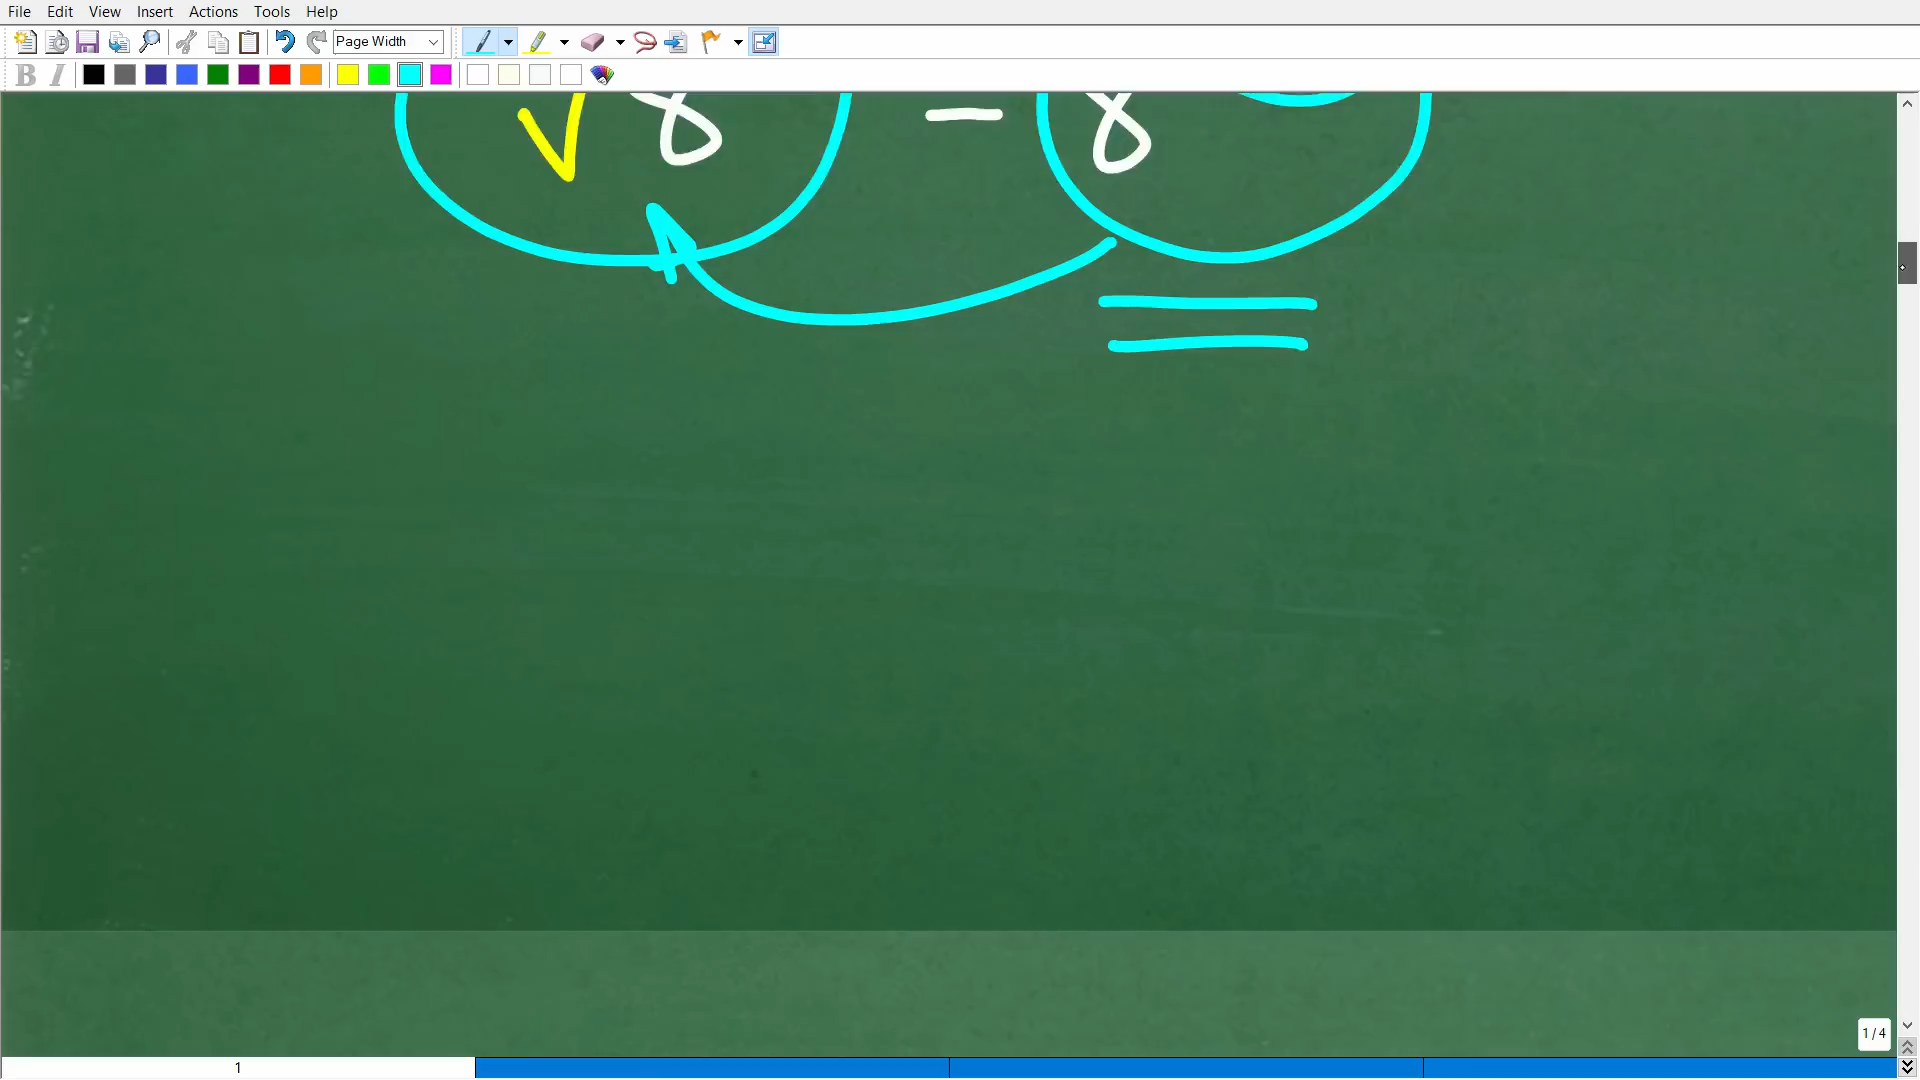 File Edit View Insert Actions Tools Help
Page Width
B I
√8 = 8
1 / 4
1